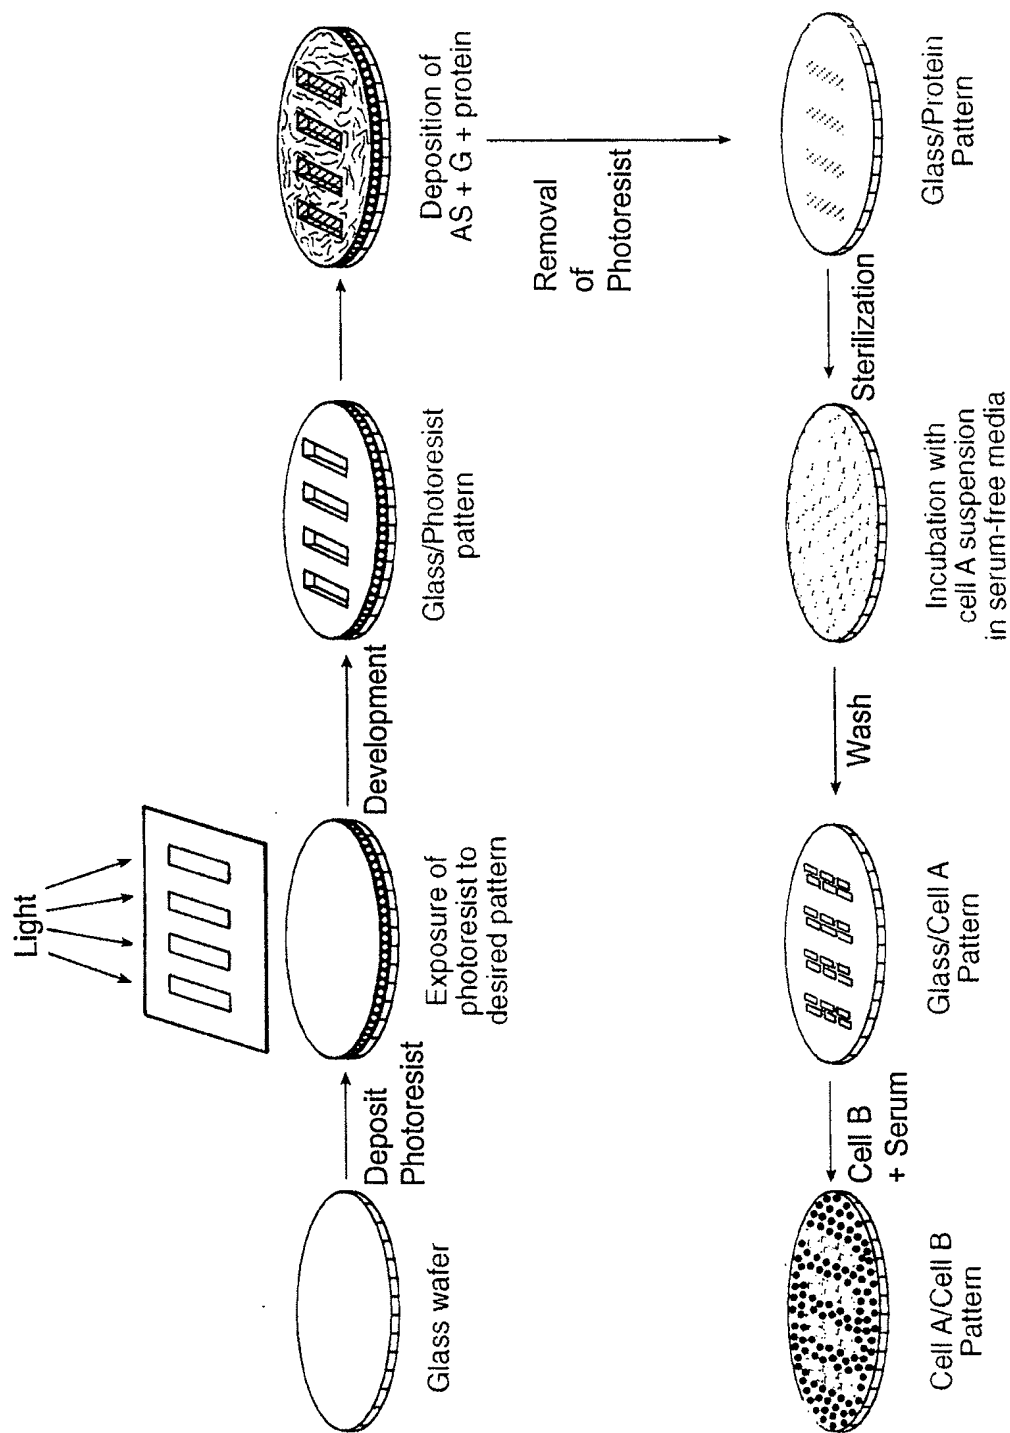 Light
Glass wafer
Deposit
Photoresist
Exposure of
photoresist to
desired pattern
Development
Glass/Photoresist
pattern
Deposition of
AS + G + protein
Removal
of
Photoresist
Glass/Protein
Pattern
Sterilization
Incubation with
cell A suspension
in serum-free media
Wash
Glass/Cell A
Pattern
Cell B
+ Serum
Cell A/Cell B
Pattern